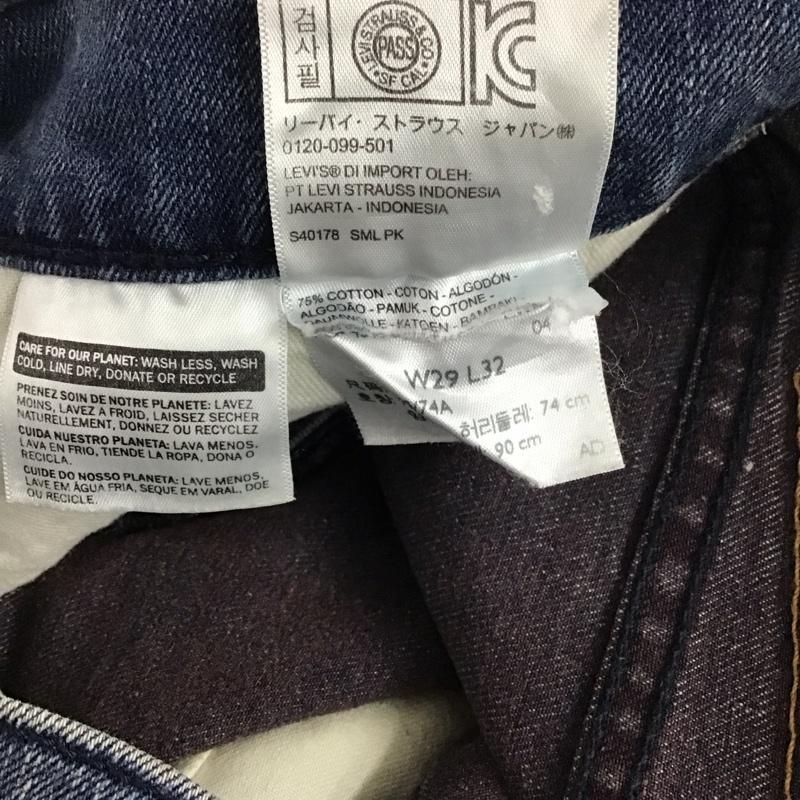 검
사
필
LEVI STRAUSS & CO
PASS
SF CAL
リーバイ・ストラウス ジャパン㈱
0120-099-501
LEVI'S® DI IMPORT OLEH:
PT LEVI STRAUSS INDONESIA
JAKARTA - INDONESIA
S40178 SML PK
75% COTTON - COTON - ALGODÓN -
ALGODÃO - PAMUK - COTONE -
04
W29 L32
74A
허리둘레: 74 cm
90 cm
AD
CARE FOR OUR PLANET: WASH LESS, WASH
COLD, LINE DRY, DONATE OR RECYCLE
PRENEZ SOIN DE NOTRE PLANETE: LAVEZ
MOINS, LAVEZ A FROID, LAISSEZ SECHER
NATURELLEMENT, DONNEZ OU RECYCLEZ
CUIDA NUESTRO PLANETA: LAVA MENOS,
LAVA EN FRIO, TIENDE LA ROPA, DONA O
RECICLA.
CUIDE DO NOSSO PLANETA: LAVE MENOS,
LAVE EM ÁGUA FRIA, SEQUE EM VARAL, DOE
OU RECICLE.